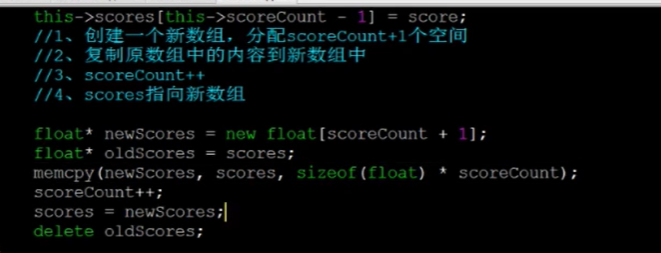 this->scores[this->scoreCount - 1] = score;
//1、创建一个新数组，分配scoreCount+1个空间
//2、复制原数组中的内容到新数组中
//3、scoreCount++
//4、scores指向新数组
float* newScores = new float[scoreCount + 1];
float* oldScores = scores;
memcpy(newScores, scores, sizeof(float) * scoreCount);
scoreCount++;
scores = newScores;
delete oldScores;